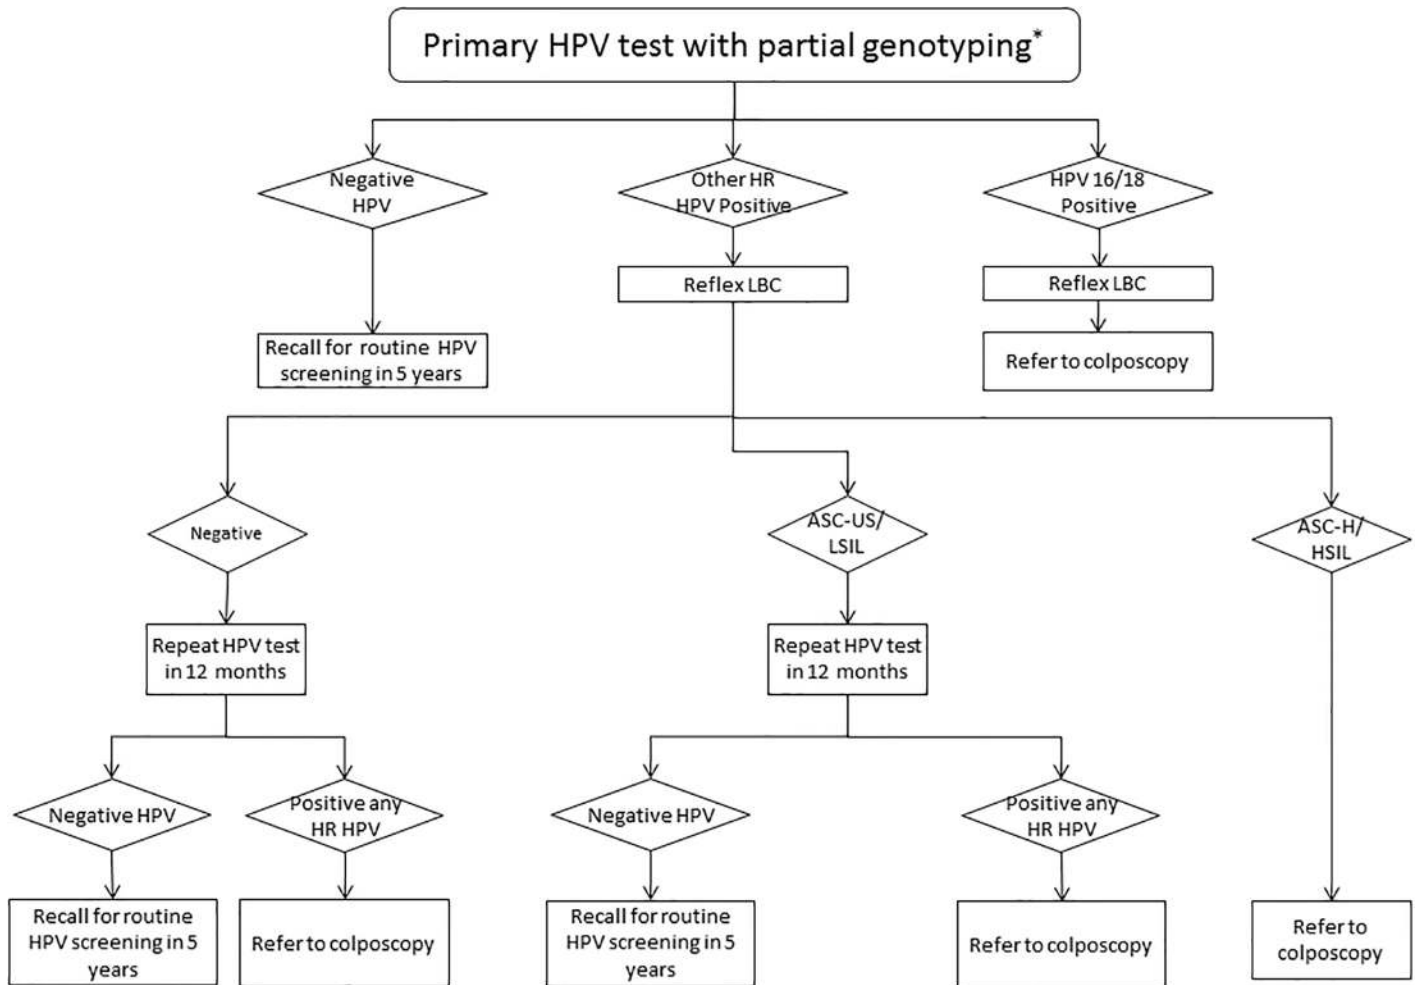 Primary HPV test with partial genotyping*
Negative
HPV
Other HR
HPV Positive
HPV 16/18
Positive
Reflex LBC
Reflex LBC
Recall for routine HPV
screening in 5 years
Refer to colposcopy
Negative
ASC-US/
LSIL
ASC-H/
HSIL
Repeat HPV test
in 12 months
Repeat HPV test
in 12 months
Negative HPV
Positive any
HR HPV
Negative HPV
Positive any
HR HPV
Recall for routine
HPV screening in 5
years
Refer to colposcopy
Recall for routine
HPV screening in 5
years
Refer to colposcopy
Refer to
colposcopy